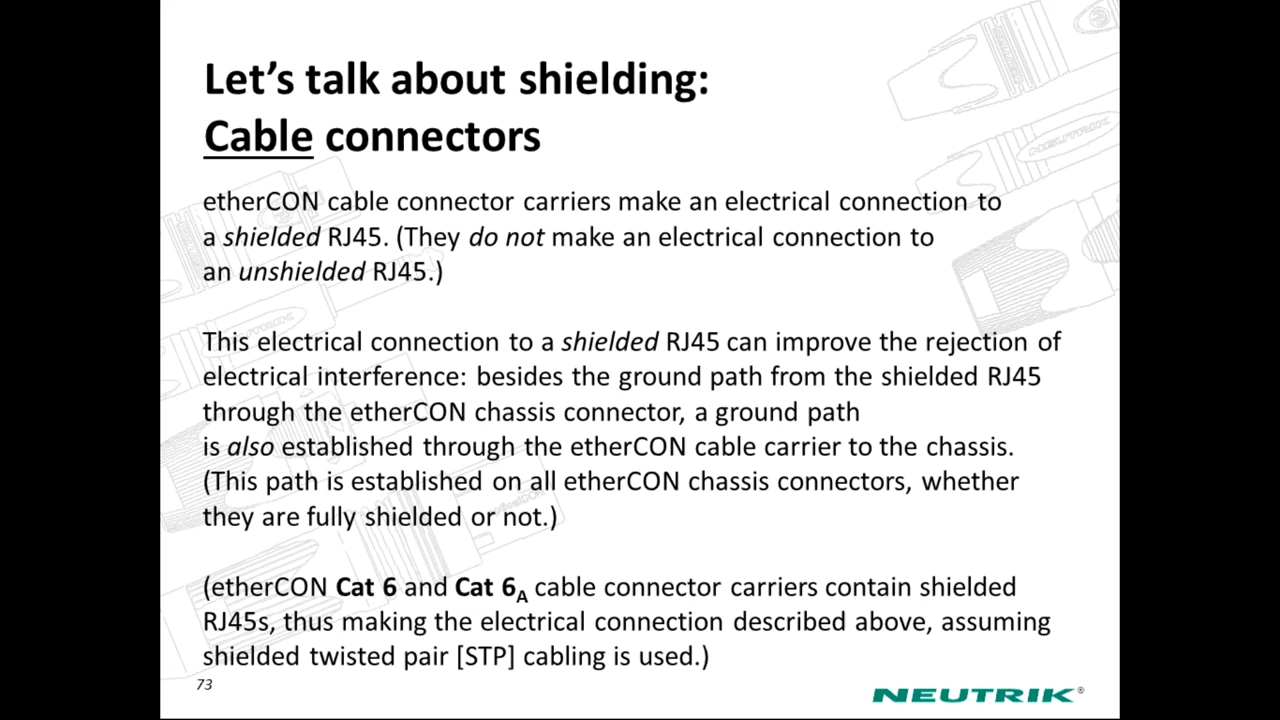 Let's talk about shielding:
Cable connectors
etherCON cable connector carriers make an electrical connection to
a shielded RJ45. (They do not make an electrical connection to
an unshielded RJ45.)
This electrical connection to a shielded RJ45 can improve the rejection of
electrical interference: besides the ground path from the shielded RJ45
through the etherCON chassis connector, a ground path
is also established through the etherCON cable carrier to the chassis.
(This path is established on all etherCON chassis connectors, whether
they are fully shielded or not.)
(etherCON Cat 6 and Cat 6A cable connector carriers contain shielded
RJ45s, thus making the electrical connection described above, assuming
shielded twisted pair [STP] cabling is used.)
73
NEUTRIK®
NEUTRIK